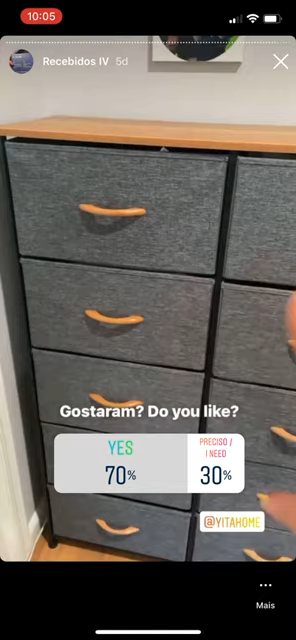 10:05
Recebidos IV 5d
Gostaram? Do you like?
YES
70%
PRECISO /
I NEED
30%
@YITAHOME
Mais